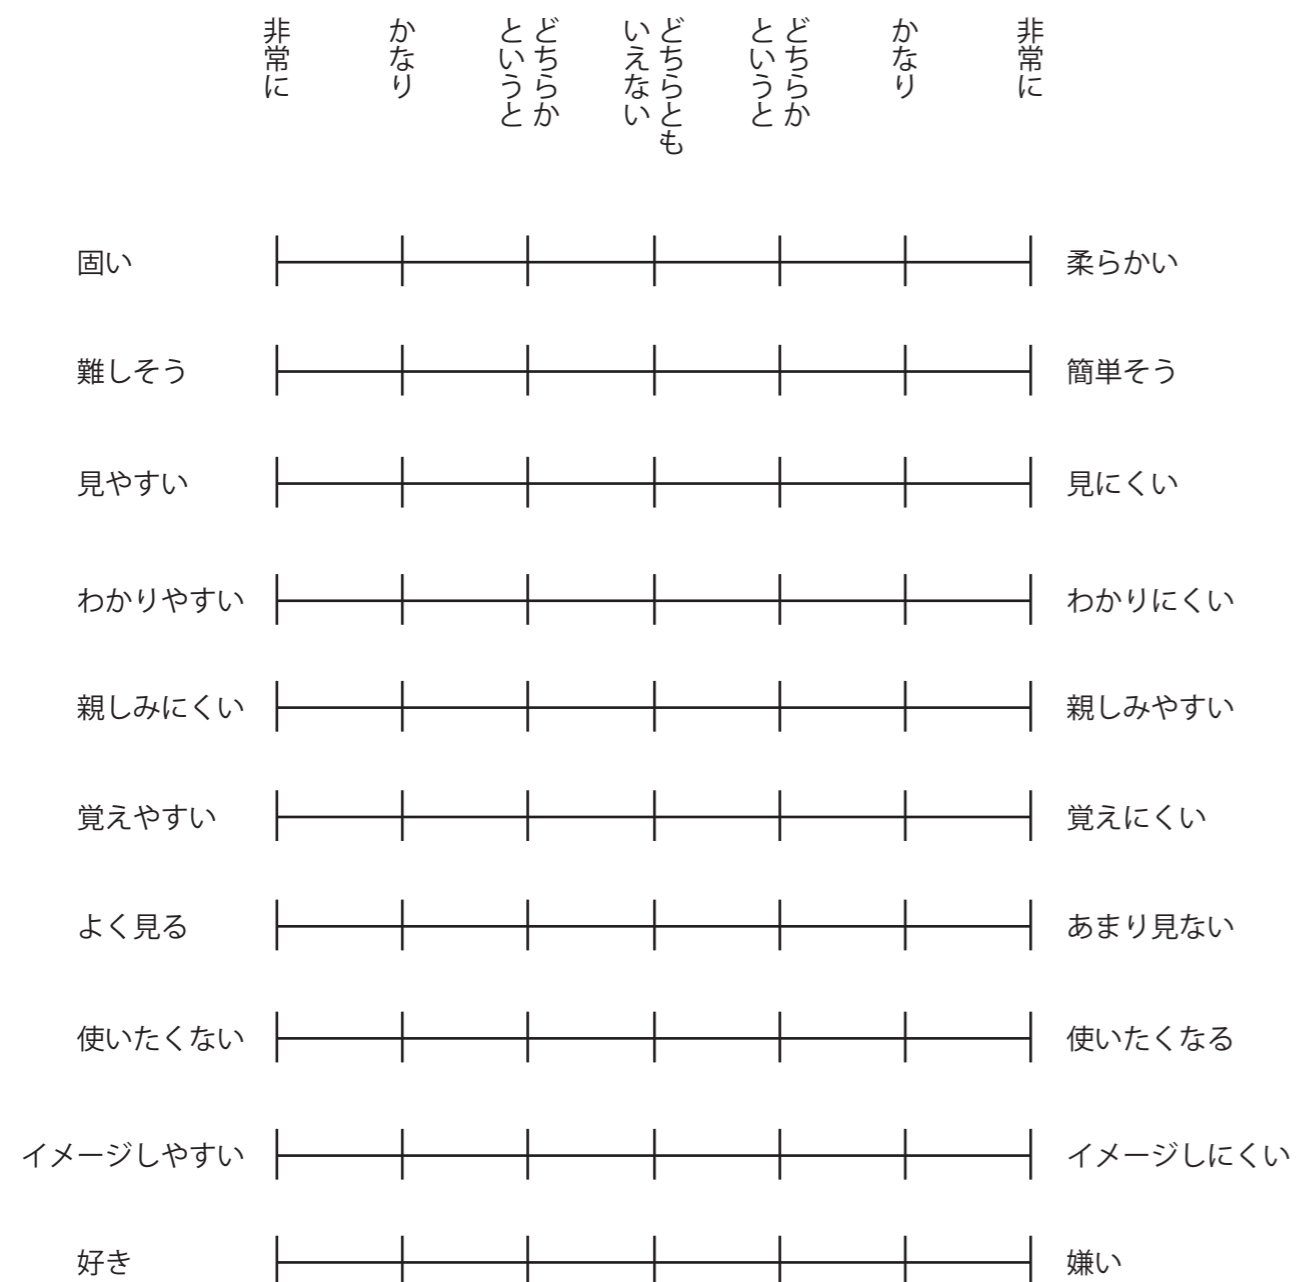 非常に
かなり
どちらか
というと
どちらとも
いえない
どちらか
というと
かなり
非常に
固い
柔らかい
難しそう
簡単そう
見やすい
見にくい
わかりやすい
わかりにくい
親しみにくい
親しみやすい
覚えやすい
覚えにくい
よく見る
あまり見ない
使いたくない
使いたくなる
イメージしやすい
イメージしにくい
好き
嫌い